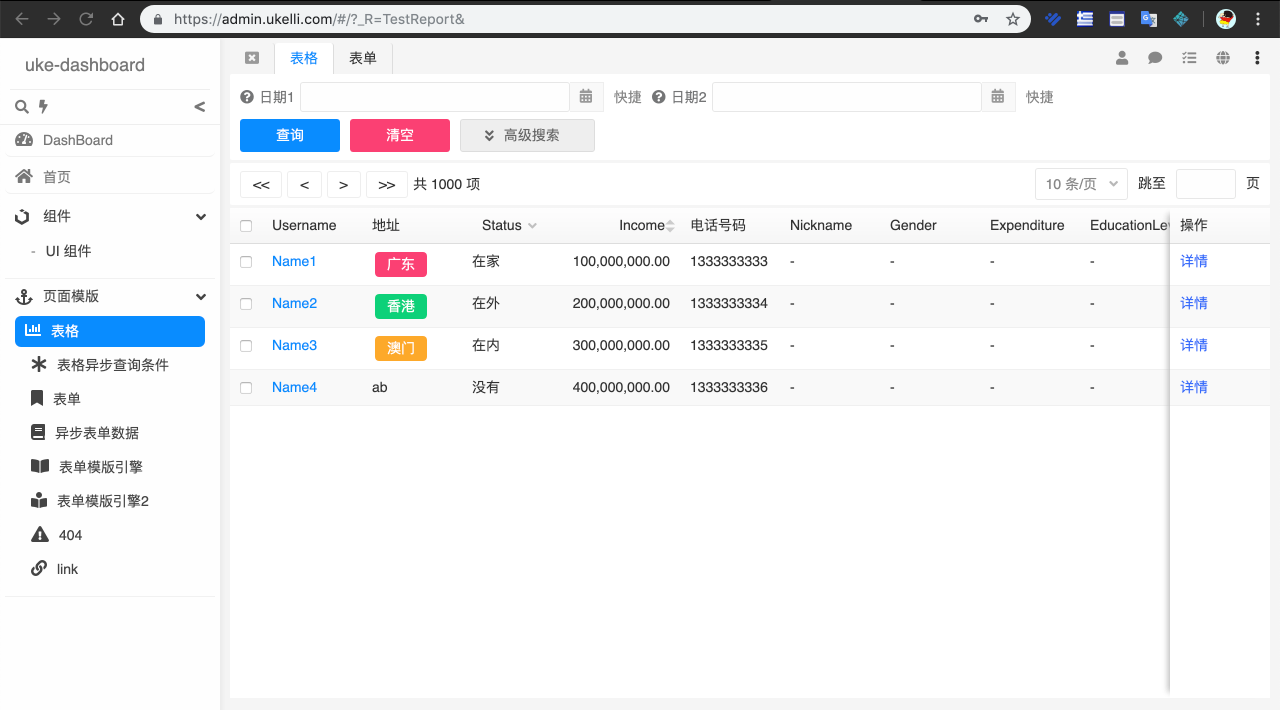 https://admin.ukelli.com/#/?_R=TestReport&
uke-dashboard
<
DashBoard
首页
组件
- UI 组件
页面模版
表格
表格异步查询条件
表单
异步表单数据
表单模版引擎
表单模版引擎2
404
link
表格 表单
日期1 快捷 日期2 快捷
查询 清空 高级搜索
<< < > >> 共 1000 项 10 条/页 跳至 页
Username 地址 Status Income 电话号码 Nickname Gender Expenditure EducationLe 操作
Name1 广东 在家 100,000,000.00 1333333333 - - - - 详情
Name2 香港 在外 200,000,000.00 1333333334 - - - - 详情
Name3 澳门 在内 300,000,000.00 1333333335 - - - - 详情
Name4 ab 没有 400,000,000.00 1333333336 - - - - 详情